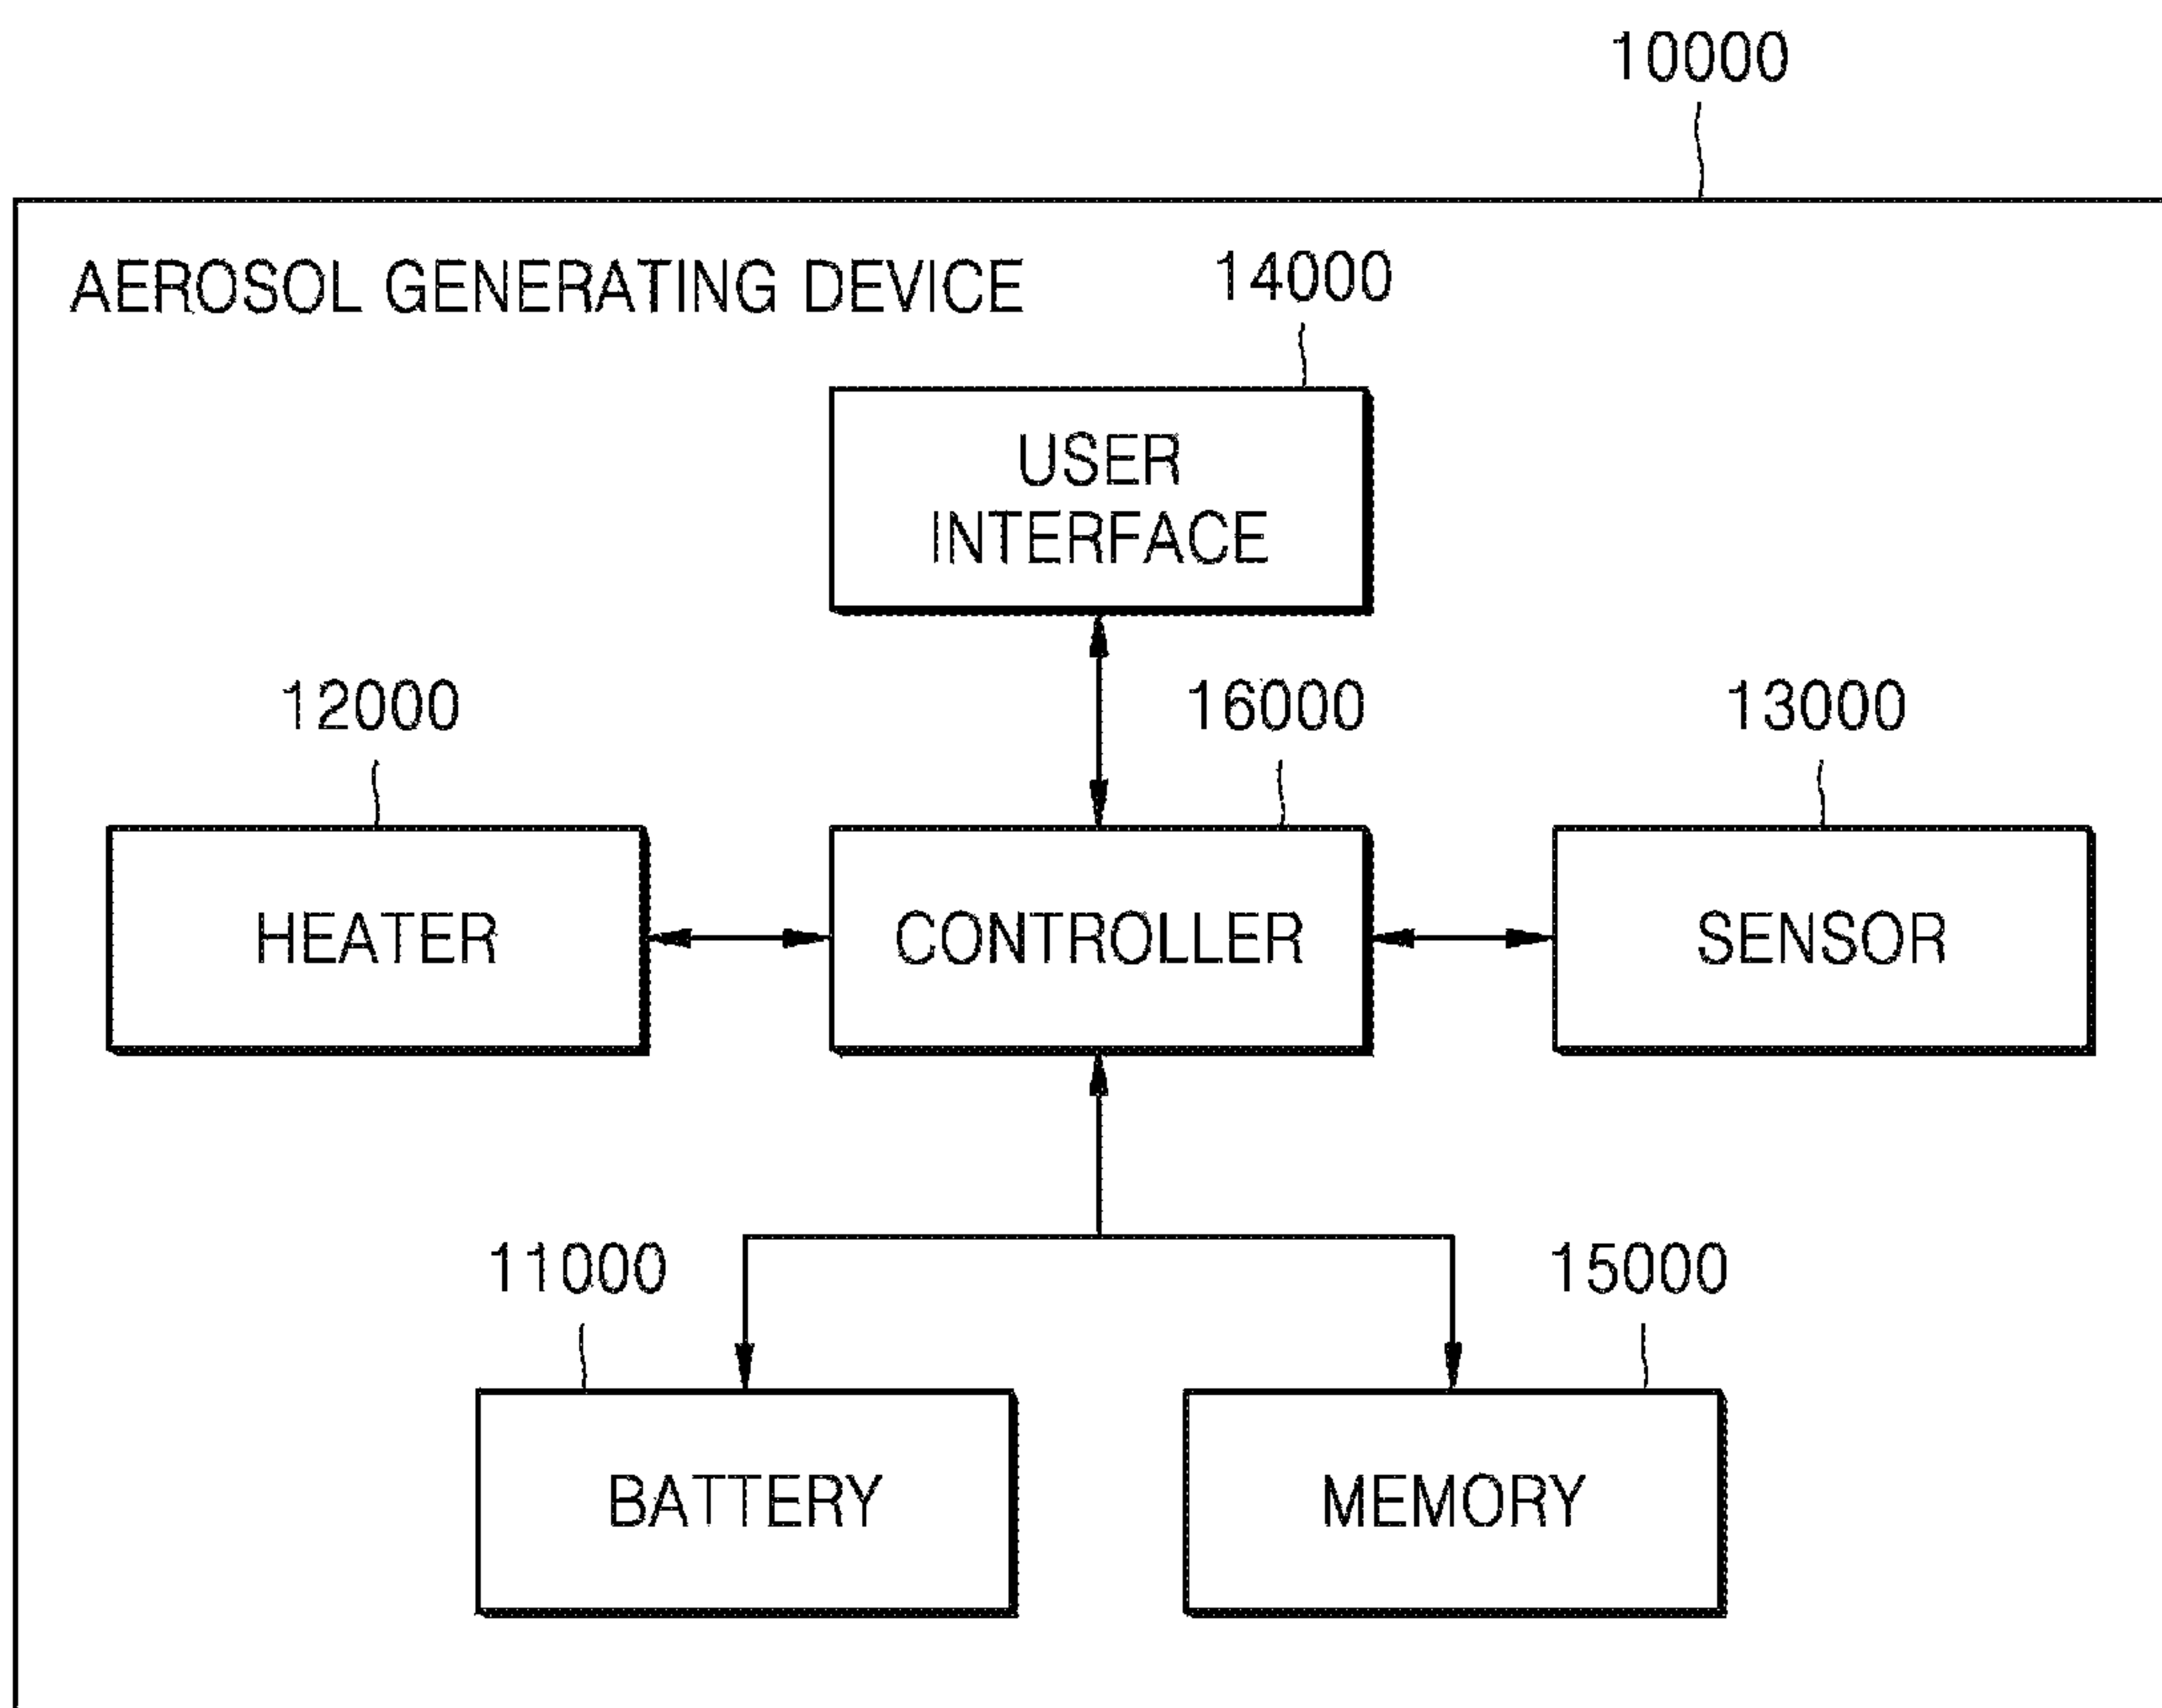 10000
AEROSOL GENERATING DEVICE
14000
USER
INTERFACE
12000
16000
13000
HEATER
CONTROLLER
SENSOR
11000
15000
BATTERY
MEMORY